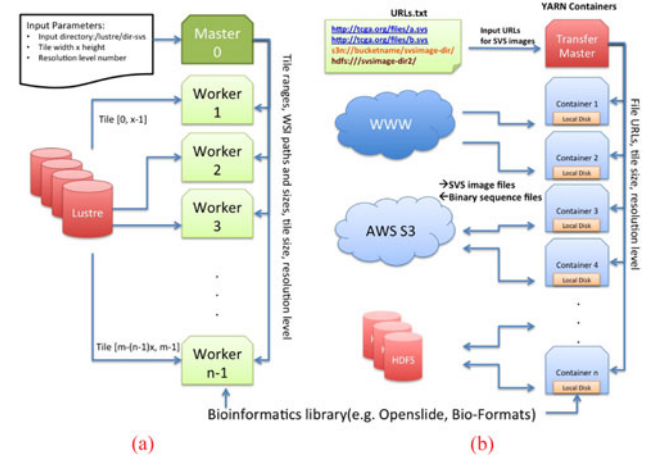 Input Parameters:
• Input directory:/lustre/dir-svs
• Tile width x height
• Resolution level number
Master
0
Tile ranges, WSI paths and sizes, tile size, resolution level
Tile [0, x-1]
Worker
1
Worker
2
Worker
3
Lustre
.
.
.
Tile [m-(n-1)x, m-1]
Worker
n-1
URLs.txt
http://tcga.org/files/a.svs
http://tcga.org/files/b.svs
s3n://bucketname/svsimage-dir/
hdfs:///svsimage-dir2/
Input URLs
for SVS images
YARN Containers
Transfer
Master
File URLs, tile size, resolution level
WWW
Container 1
Local Disk
Container 2
Local Disk
→SVS image files
←Binary sequence files
AWS S3
Container 3
Local Disk
Container 4
Local Disk
.
.
.
HDFS
Container n
Local Disk
Bioinformatics library(e.g. Openslide, Bio-Formats)
(a)
(b)